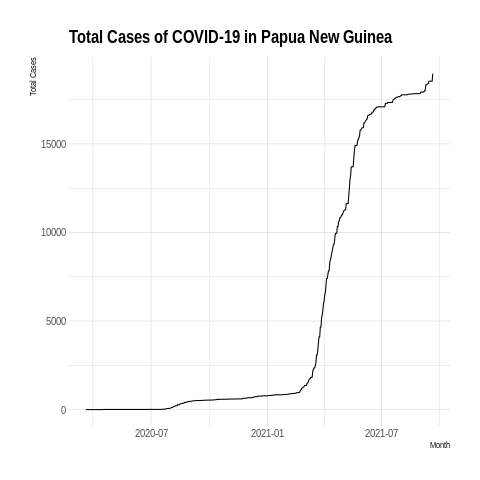 Total Cases of COVID-19 in Papua New Guinea
Total Cases
15000
10000
5000
0
2020-07 2021-01 2021-07
Month